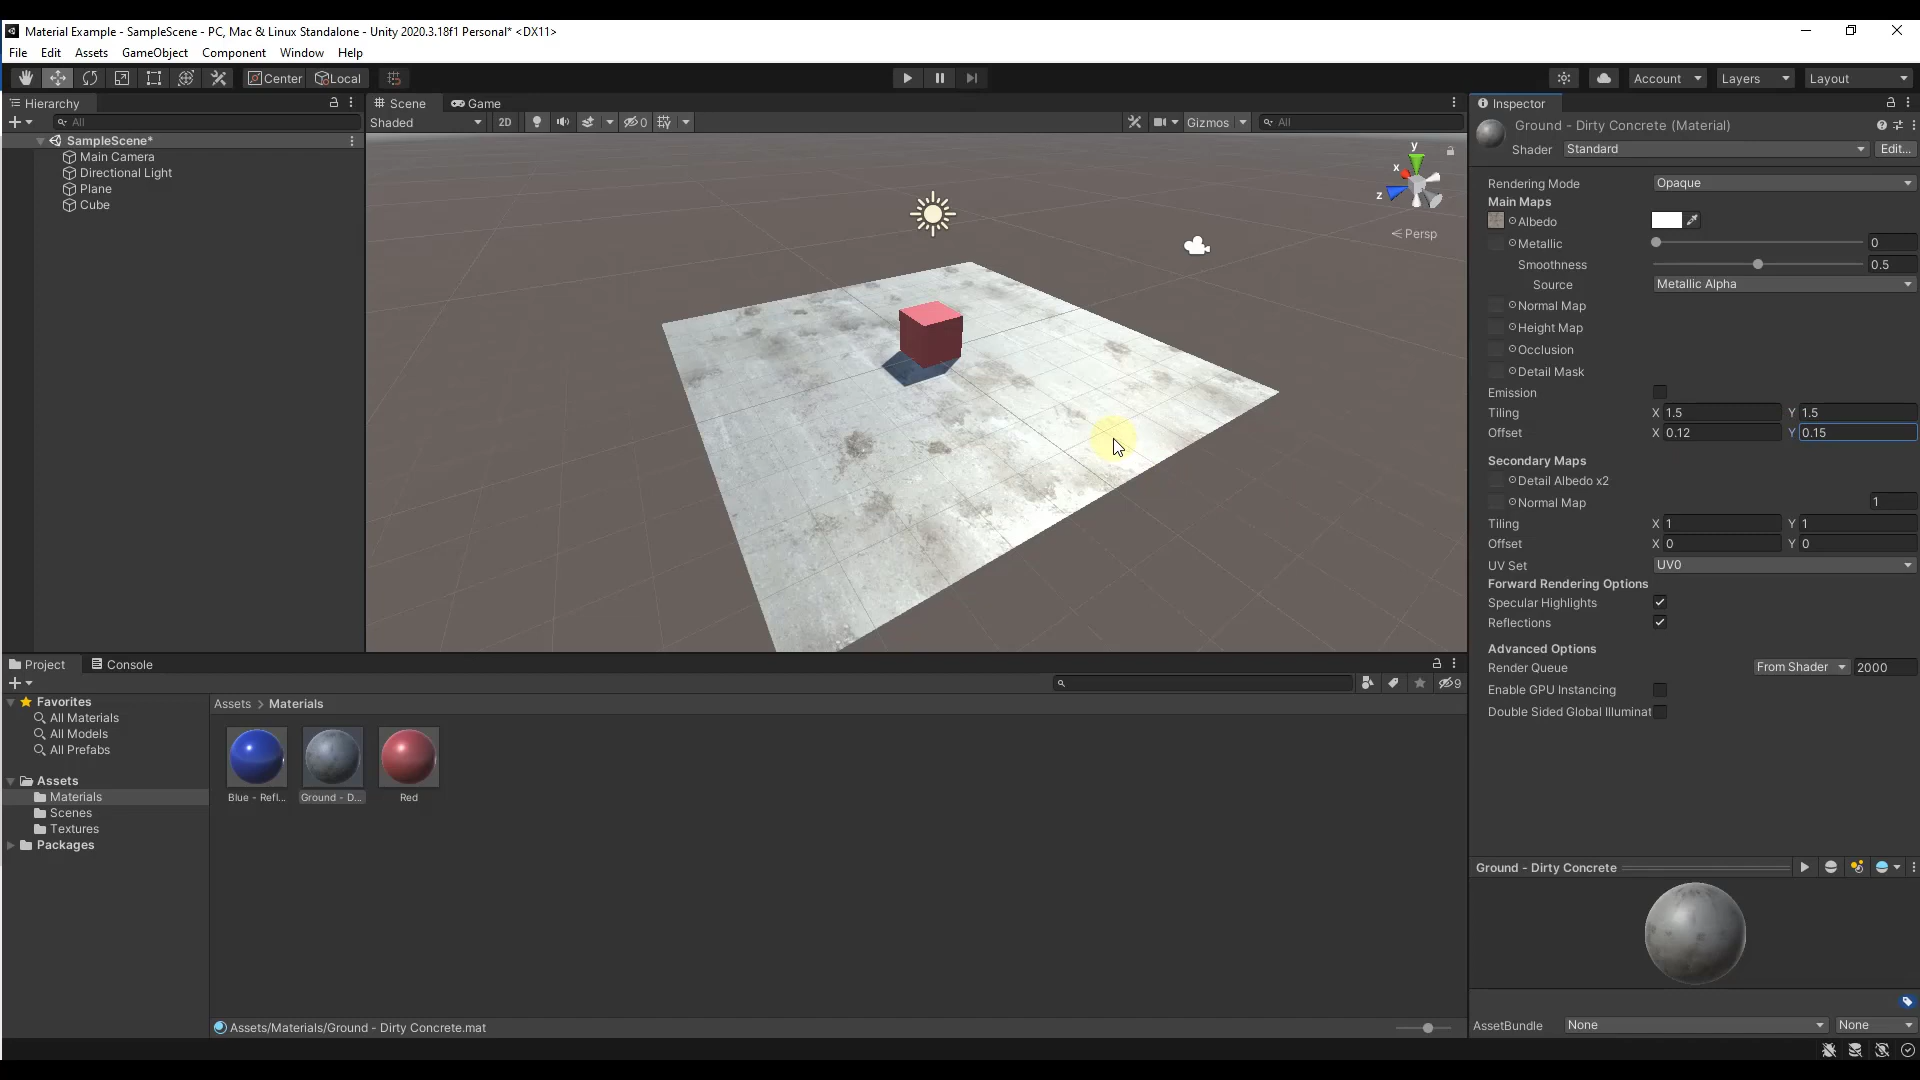 Material Example - SampleScene - PC, Mac & Linux Standalone - Unity 2020.3.18f1 Personal* <DX11>
File Edit Assets GameObject Component Window Help
Center Local Account Layers Layout
Hierarchy
All
SampleScene*
Main Camera
Directional Light
Plane
Cube
Scene Game
Shaded 2D 0 Gizmos All
y
x
z
Persp
Inspector
Ground - Dirty Concrete (Material)
Shader Standard Edit...
Rendering Mode Opaque
Main Maps
Albedo
Metallic 0
Smoothness 0.5
Source Metallic Alpha
Normal Map
Height Map
Occlusion
Detail Mask
Emission
Tiling X 1.5 Y 1.5
Offset X 0.12 Y 0.15
Secondary Maps
Detail Albedo x2
Normal Map 1
Tiling X 1 Y 1
Offset X 0 Y 0
UV Set UV0
Forward Rendering Options
Specular Highlights
Reflections
Advanced Options
Render Queue From Shader 2000
Enable GPU Instancing
Double Sided Global Illuminat
Project Console
9
Favorites
All Materials
All Models
All Prefabs
Assets
Materials
Scenes
Textures
Packages
Assets > Materials
Blue - Refl... Ground - D... Red
Assets/Materials/Ground - Dirty Concrete.mat
Ground - Dirty Concrete
AssetBundle None None